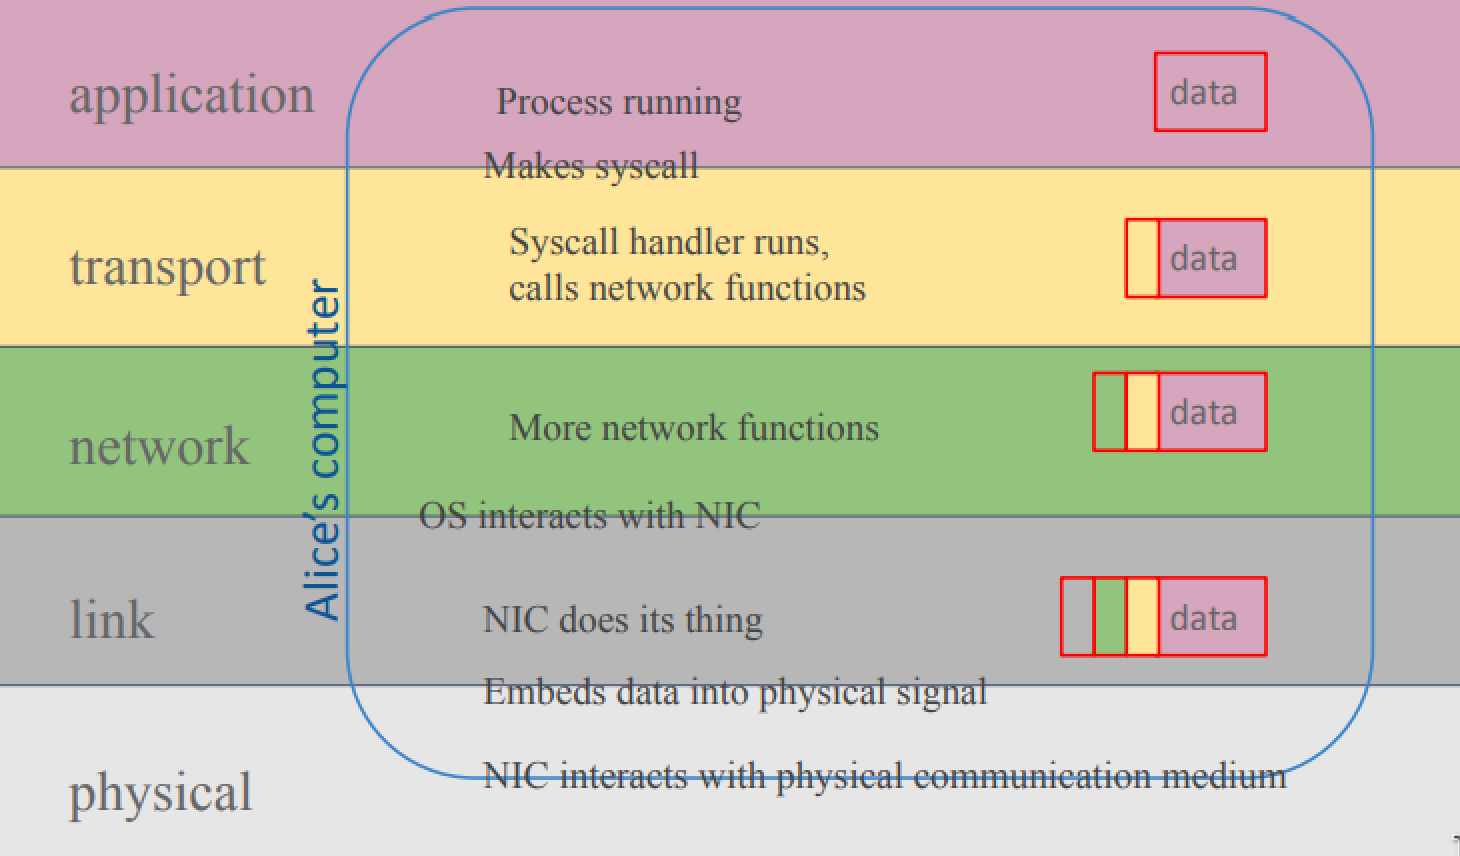 application
Process running
data
Makes syscall
transport
Syscall handler runs,
calls network functions
data
Alice's computer
network
More network functions
data
OS interacts with NIC
link
NIC does its thing
data
Embeds data into physical signal
physical
NIC interacts with physical communication medium